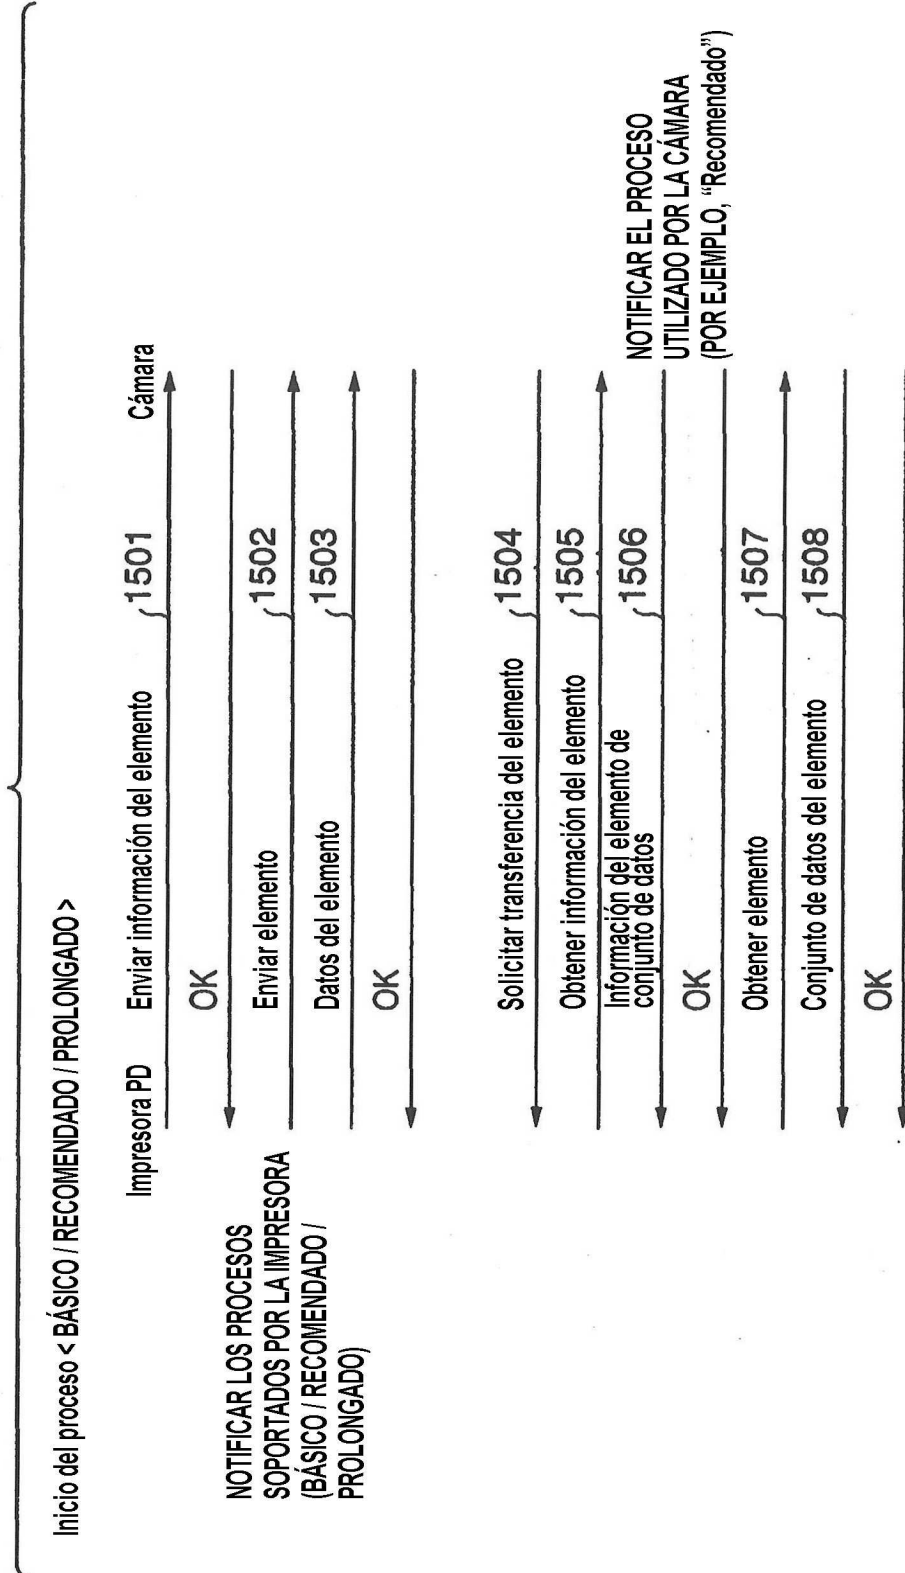 Inicio del proceso < BÁSICO / RECOMENDADO / PROLONGADO >
Impresora PD
Cámara
Enviar información del elemento
1501
OK
NOTIFICAR LOS PROCESOS
SOPORTADOS POR LA IMPRESORA
(BÁSICO / RECOMENDADO /
PROLONGADO)
Enviar elemento
1502
Datos del elemento
1503
OK
Solicitar transferencia del elemento
1504
Obtener información del elemento
1505
Información del elemento de
conjunto de datos
1506
NOTIFICAR EL PROCESO
UTILIZADO POR LA CÁMARA
(POR EJEMPLO, “Recomendado”)
OK
Obtener elemento
1507
Conjunto de datos del elemento
1508
OK